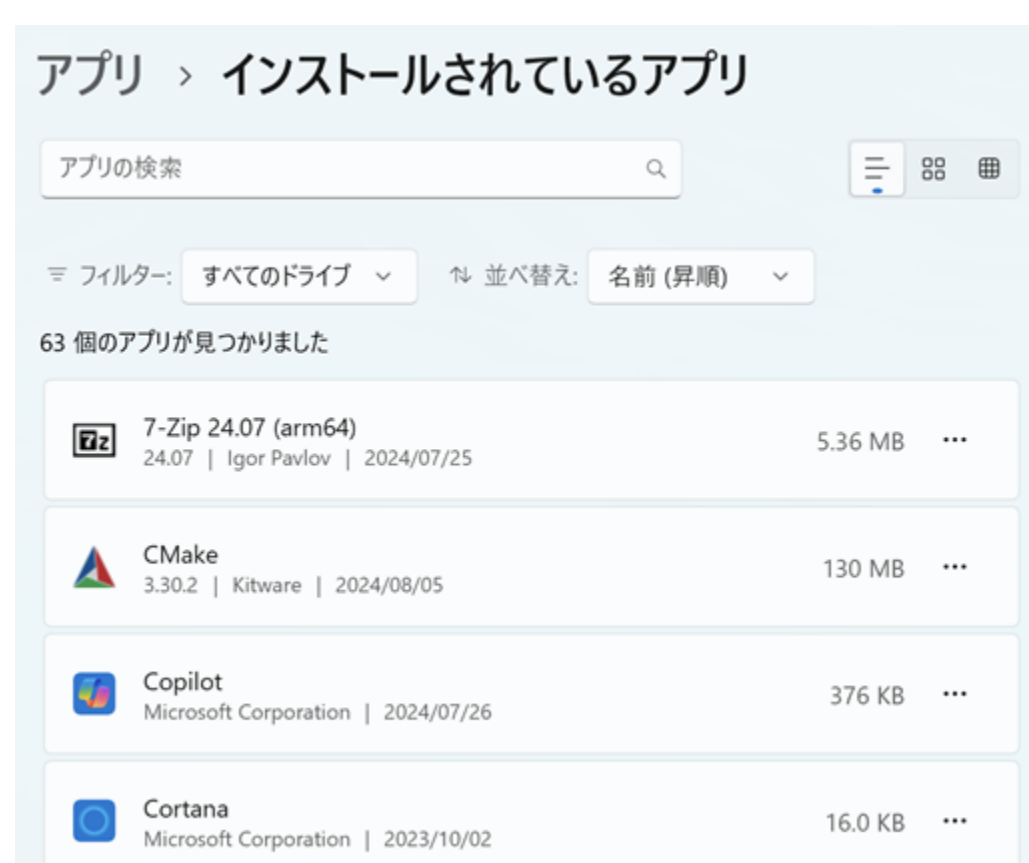 アプリ › インストールされているアプリ
アプリの検索
フィルター: すべてのドライブ 並べ替え: 名前 (昇順)
63 個のアプリが見つかりました
7-Zip 24.07 (arm64)
24.07 | Igor Pavlov | 2024/07/25
5.36 MB
CMake
3.30.2 | Kitware | 2024/08/05
130 MB
Copilot
Microsoft Corporation | 2024/07/26
376 KB
Cortana
Microsoft Corporation | 2023/10/02
16.0 KB